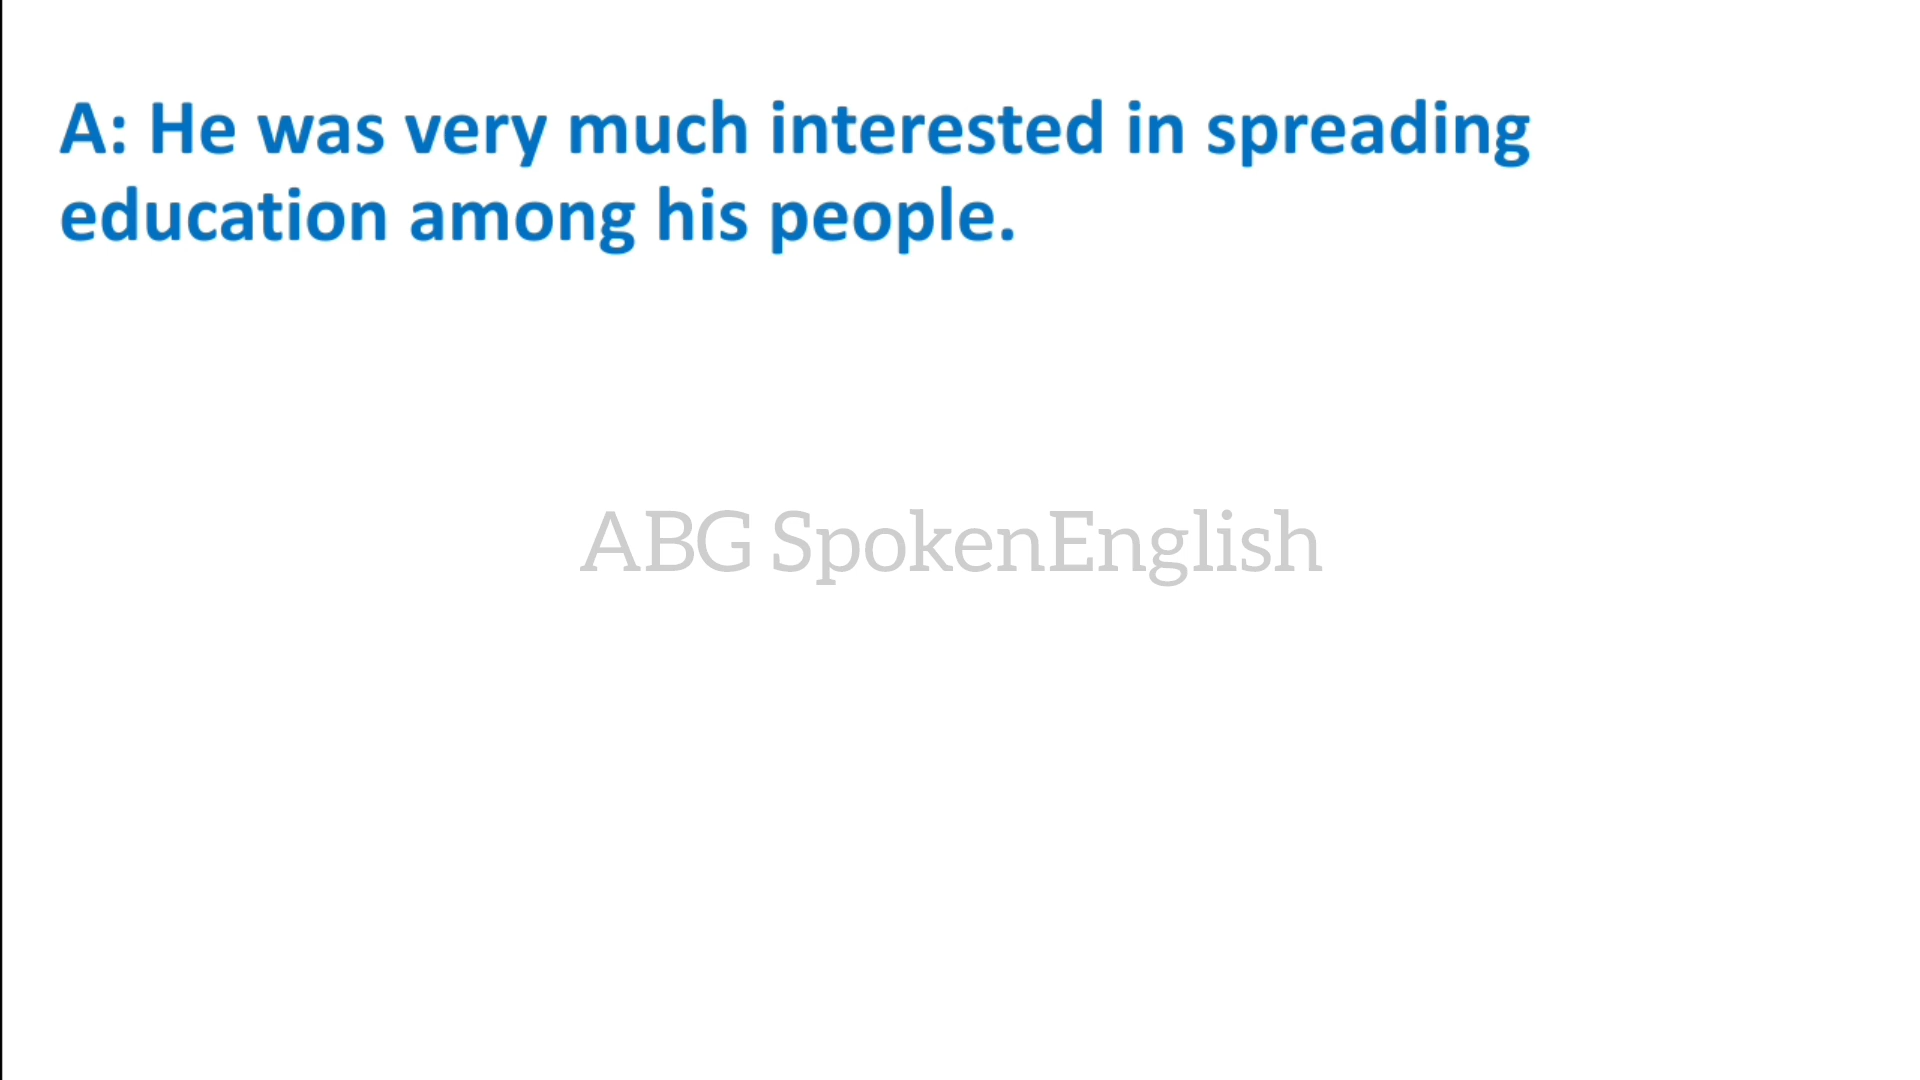 A: He was very much interested in spreading
education among his people.
ABG SpokenEnglish